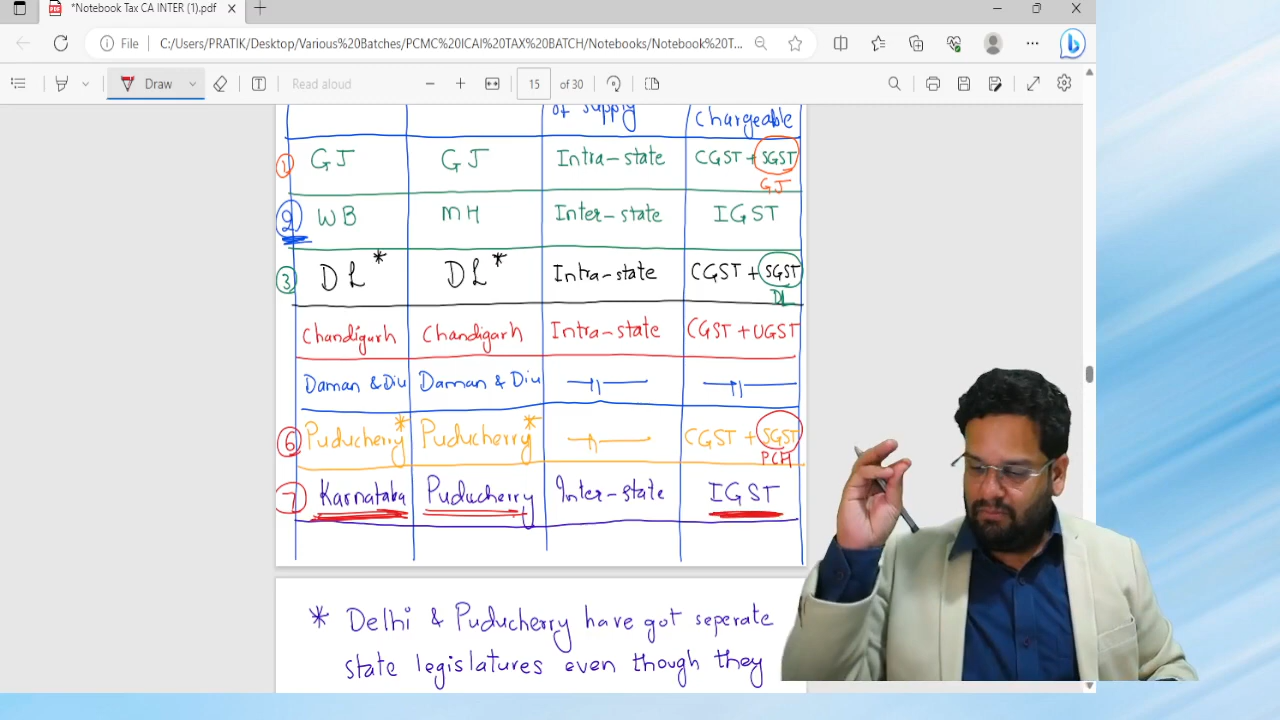 *Notebook Tax CA INTER (1).pdf
File C:/Users/PRATIK/Desktop/Various%20Batches/PCMC%20ICAI%20TAX%20BATCH/Notebooks/Notebook%20T...
Draw Read aloud 15 of 30
of supply chargeable
① GJ GJ Intra-state CGST + SGST
GJ
② WB MH Inter-state IGST
③ DL * DL * Intra-state CGST + SGST
DL
Chandigarh Chandigarh Intra-state CGST + UGST
Daman & Diu Daman & Diu —〃— —〃—
⑥ Puducherry * Puducherry * —〃— CGST + SGST
PCH
⑦ Karnataka Puducherry Inter-state IGST
* Delhi & Puducherry have got seperate
state legislatures even though they